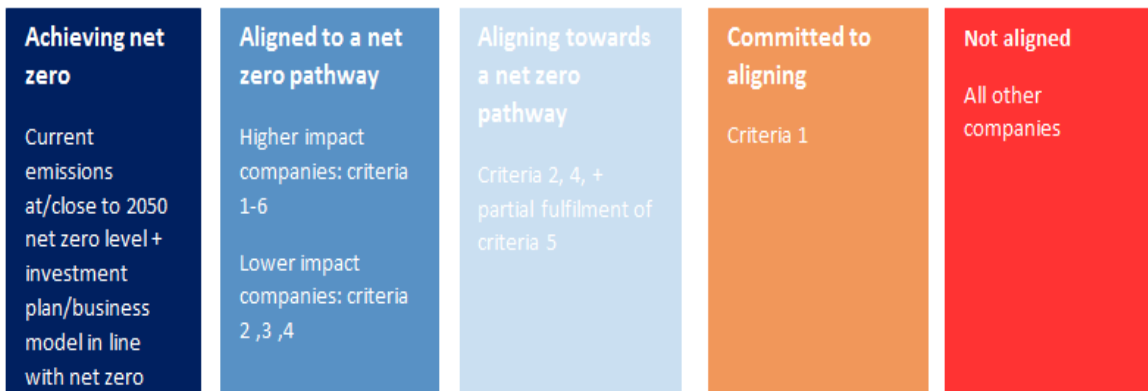 Achieving net
zero
Current
emissions
at/close to 2050
net zero level +
investment
plan/business
model in line
with net zero
Aligned to a net
zero pathway
Higher impact
companies: criteria
1-6
Lower impact
companies: criteria
2 ,3 ,4
Aligning towards
a net zero
pathway
Criteria 2, 4, +
partial fulfilment of
criteria 5
Committed to
aligning
Criteria 1
Not aligned
All other
companies